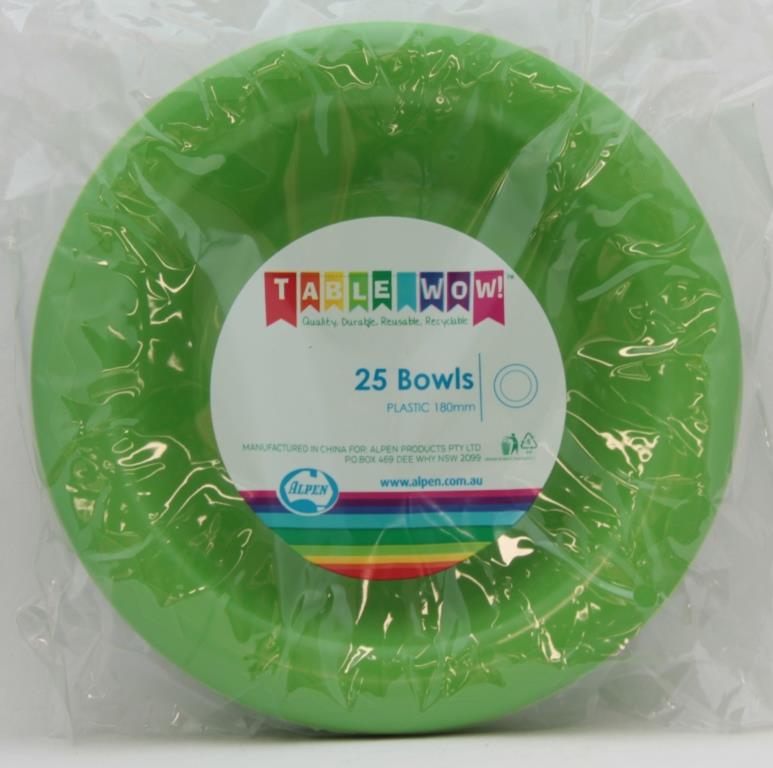 TABLE WOW!™
Quality, Durable, Reusable, Recyclable
25 Bowls
PLASTIC 180mm
MANUFACTURED IN CHINA FOR: ALPEN PRODUCTS PTY LTD
PO BOX 469 DEE WHY NSW 2099
www.alpen.com.au
ALPEN